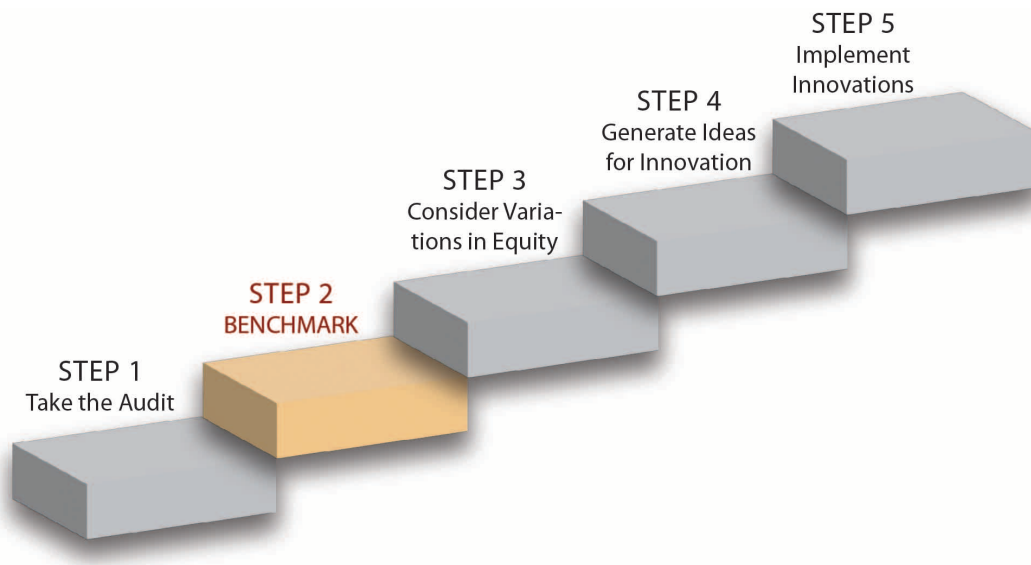 STEP 1
Take the Audit
STEP 2
BENCHMARK
STEP 3
Consider Varia-
tions in Equity
STEP 4
Generate Ideas
for Innovation
STEP 5
Implement
Innovations